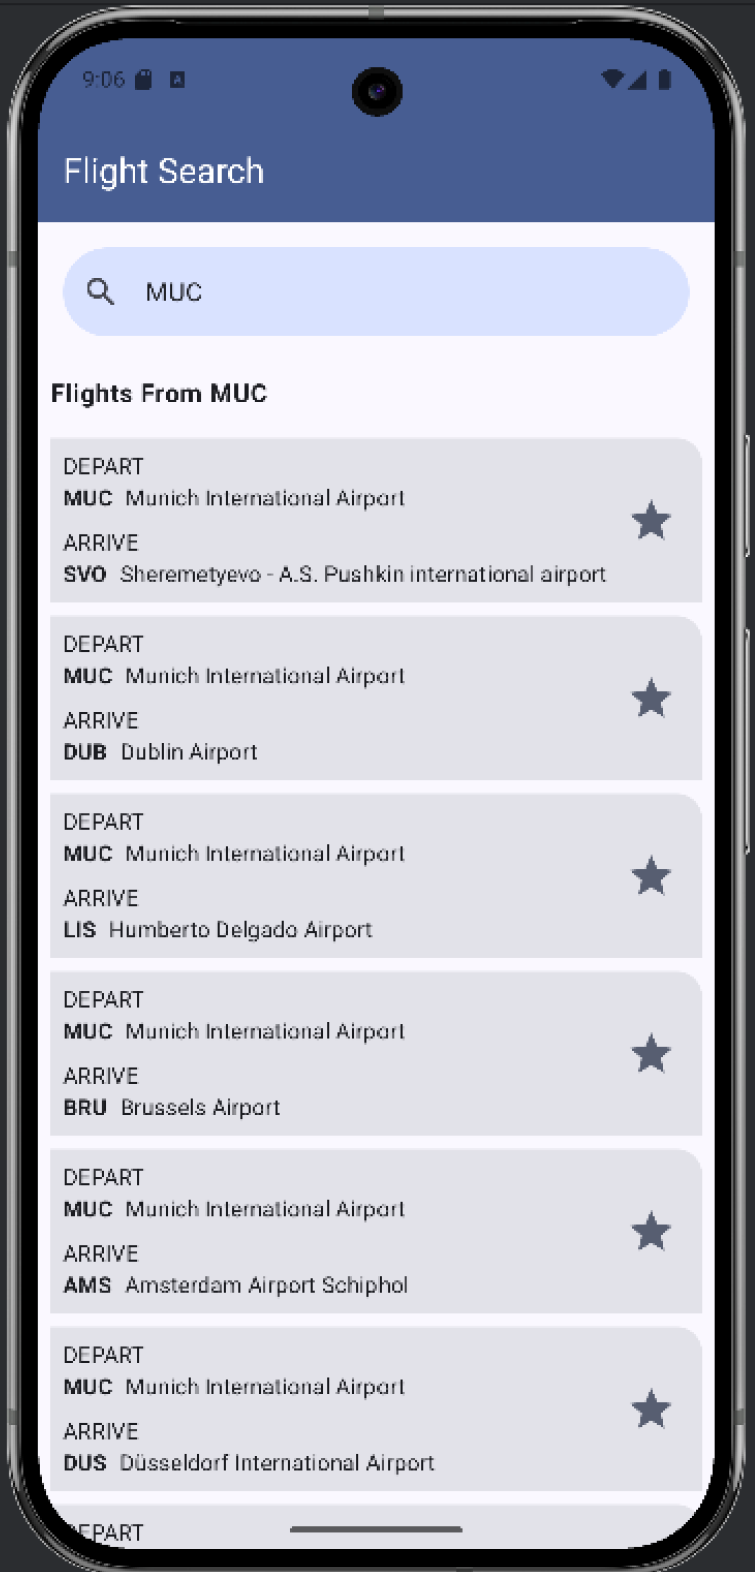 9:06
Flight Search
MUC
Flights From MUC
DEPART
MUC Munich International Airport
ARRIVE
SVO Sheremetyevo - A.S. Pushkin international airport
DEPART
MUC Munich International Airport
ARRIVE
DUB Dublin Airport
DEPART
MUC Munich International Airport
ARRIVE
LIS Humberto Delgado Airport
DEPART
MUC Munich International Airport
ARRIVE
BRU Brussels Airport
DEPART
MUC Munich International Airport
ARRIVE
AMS Amsterdam Airport Schiphol
DEPART
MUC Munich International Airport
ARRIVE
DUS Düsseldorf International Airport
DEPART